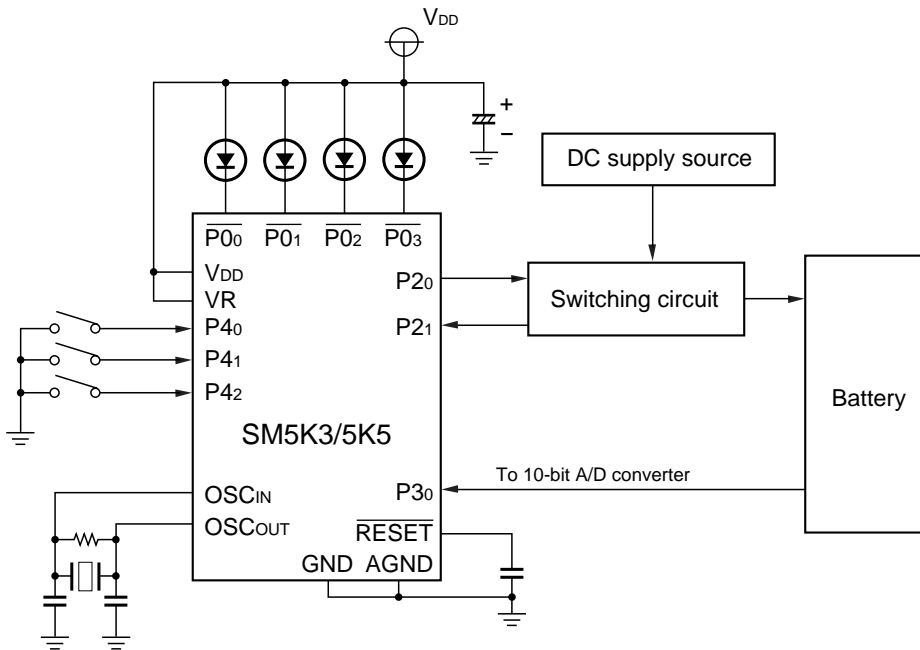 VDD
+
−
DC supply source
P00 P01 P02 P03
VDD
VR
P40
P41
P42
P20
P21
Switching circuit
Battery
SM5K3/5K5
To 10-bit A/D converter
P30
OSCIN
OSCOUT
RESET
GND AGND